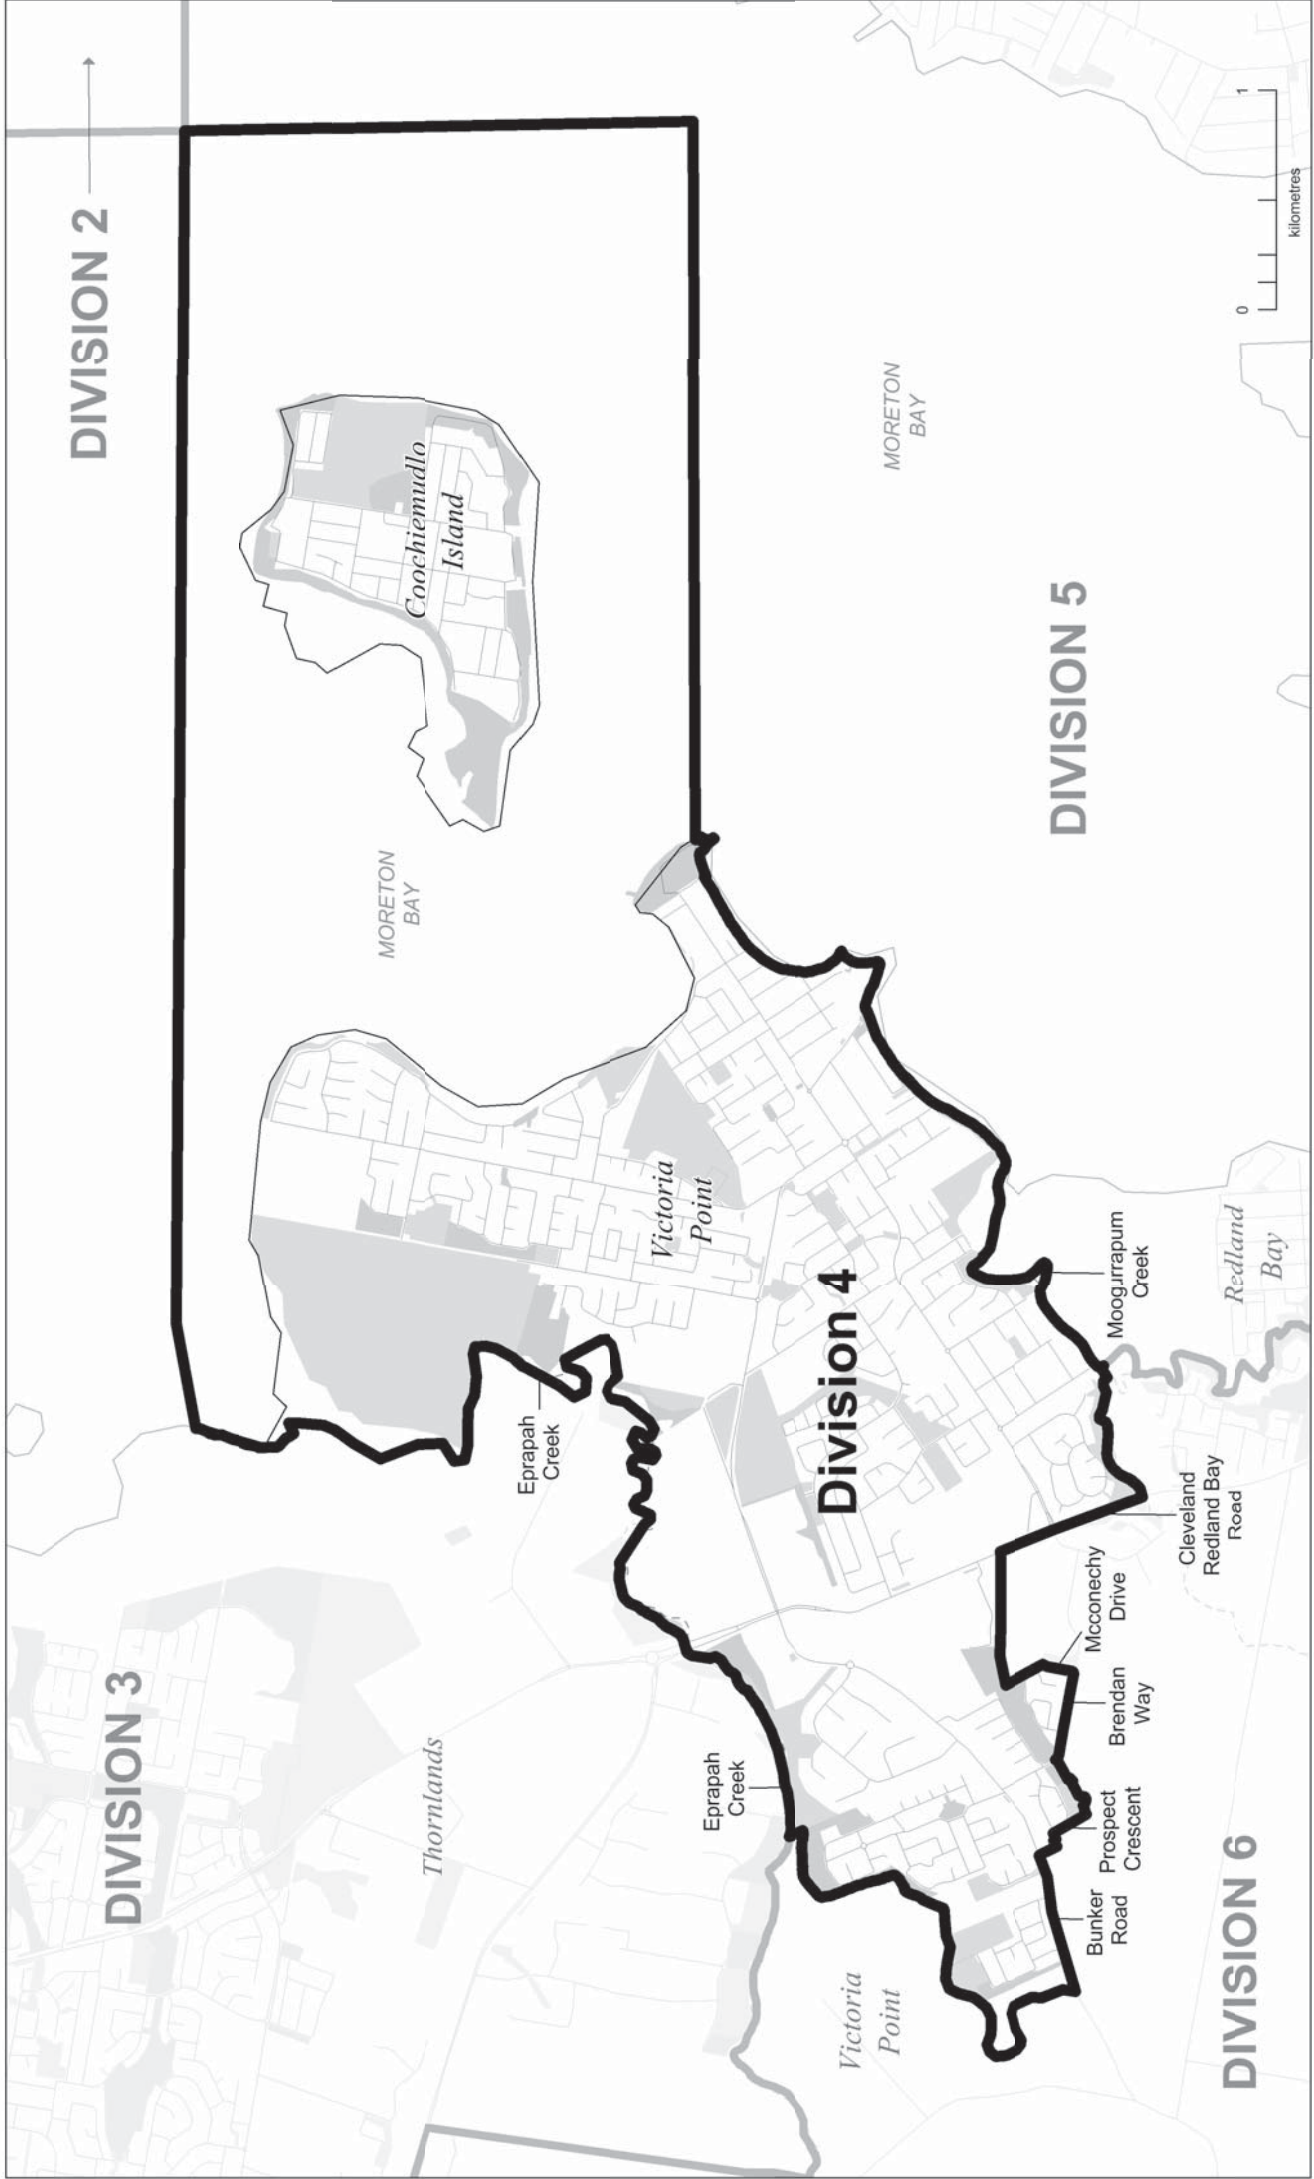 DIVISION 2
DIVISION 3
Thornlands
MORETON
BAY
Coochiemudlo
Island
Eprapah
Creek
Victoria
Point
Division 4
Eprapah
Creek
Victoria
Point
MORETON
BAY
DIVISION 5
Moogurrapum
Creek
Redland
Bay
Cleveland
Redland Bay
Road
Mcconechy
Drive
Brendan
Way
Prospect
Crescent
Bunker
Road
DIVISION 6
0
1
kilometres